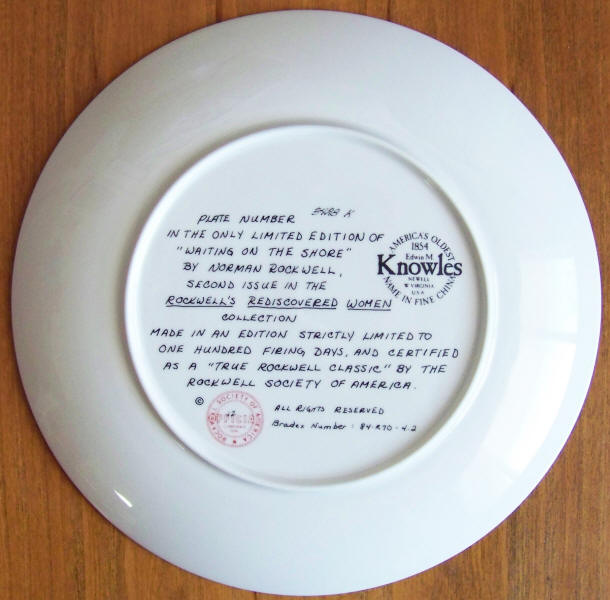 PLATE NUMBER
IN THE ONLY LIMITED EDITION OF
"WAITING ON THE SHORE"
BY NORMAN ROCKWELL,
SECOND ISSUE IN THE
ROCKWELL'S REDISCOVERED WOMEN
COLLECTION
MADE IN AN EDITION STRICTLY LIMITED TO
ONE HUNDRED FIRING DAYS, AND CERTIFIED
AS A "TRUE ROCKWELL CLASSIC" BY THE
ROCKWELL SOCIETY OF AMERICA.
©
ALL RIGHTS RESERVED
Bradex Number: 84-R70-4.2
AMERICA'S OLDEST
1854
Edwin M.
Knowles
NEWELL
W VIRGINIA
U.S.A.
NAME IN FINE CHINA
ROCKWELL SOCIETY OF AMERICA
OFFICIAL